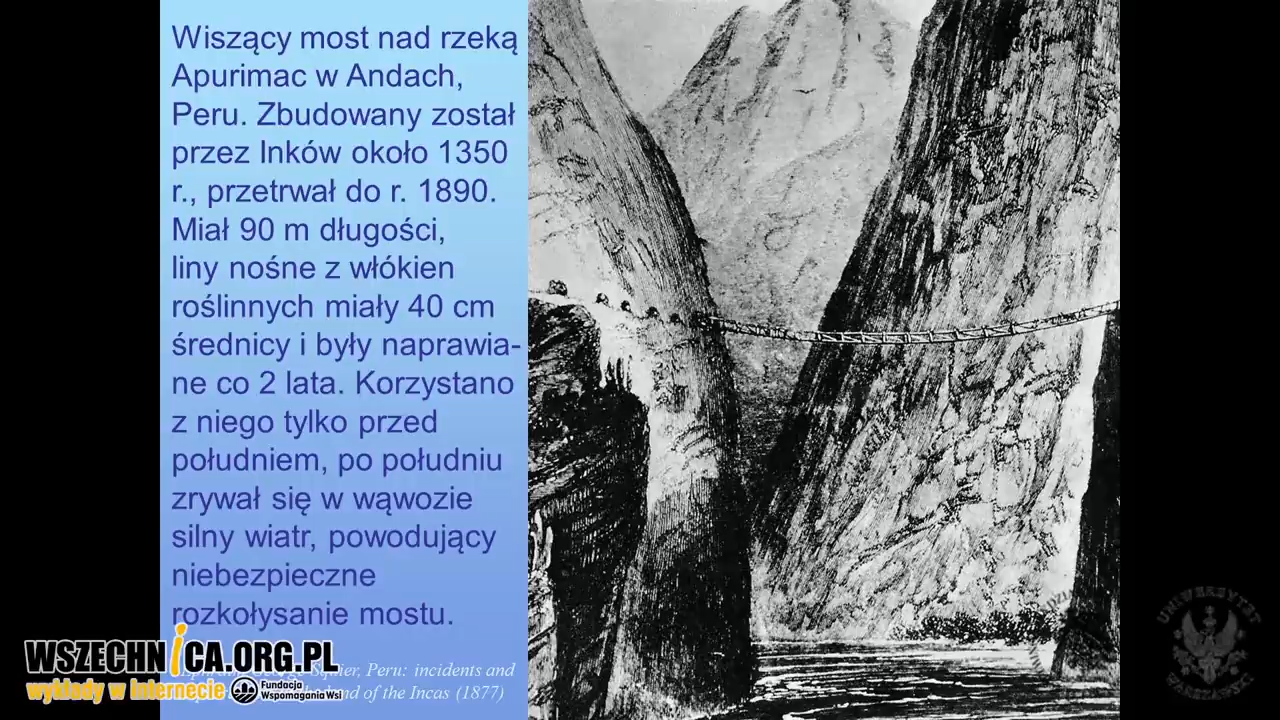 Wiszący most nad rzeką
Apurimac w Andach,
Peru. Zbudowany został
przez Inków około 1350
r., przetrwał do r. 1890.
Miał 90 m długości,
liny nośne z włókien
roślinnych miały 40 cm
średnicy i były naprawia-
ne co 2 lata. Korzystano
z niego tylko przed
południem, po południu
zrywał się w wąwozie
silny wiatr, powodujący
niebezpieczne
rozkołysanie mostu.
Squier, Peru: incidents and
land of the Incas (1877)
WSZECHNICA.ORG.PL
wykłady w Internecie
Fundacja
Wspomagania Wsi
UNIWERSYTET
WARSZAWSKI